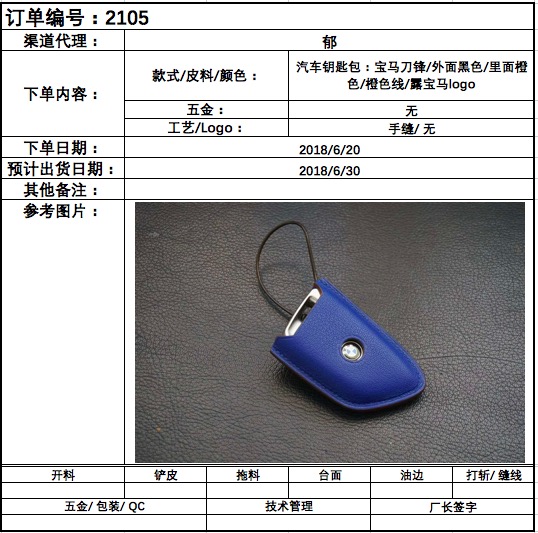 订单编号：2105
渠道代理：
郁
下单内容：
款式/皮料/颜色：
汽车钥匙包：宝马刀锋/外面黑色/里面橙
色/橙色线/露宝马logo
五金：
无
工艺/Logo：
手缝/ 无
下单日期：
2018/6/20
预计出货日期：
2018/6/30
其他备注：
参考图片：
开料
铲皮
拖料
台面
油边
打斩/ 缝线
五金/ 包装/ QC
技术管理
厂长签字